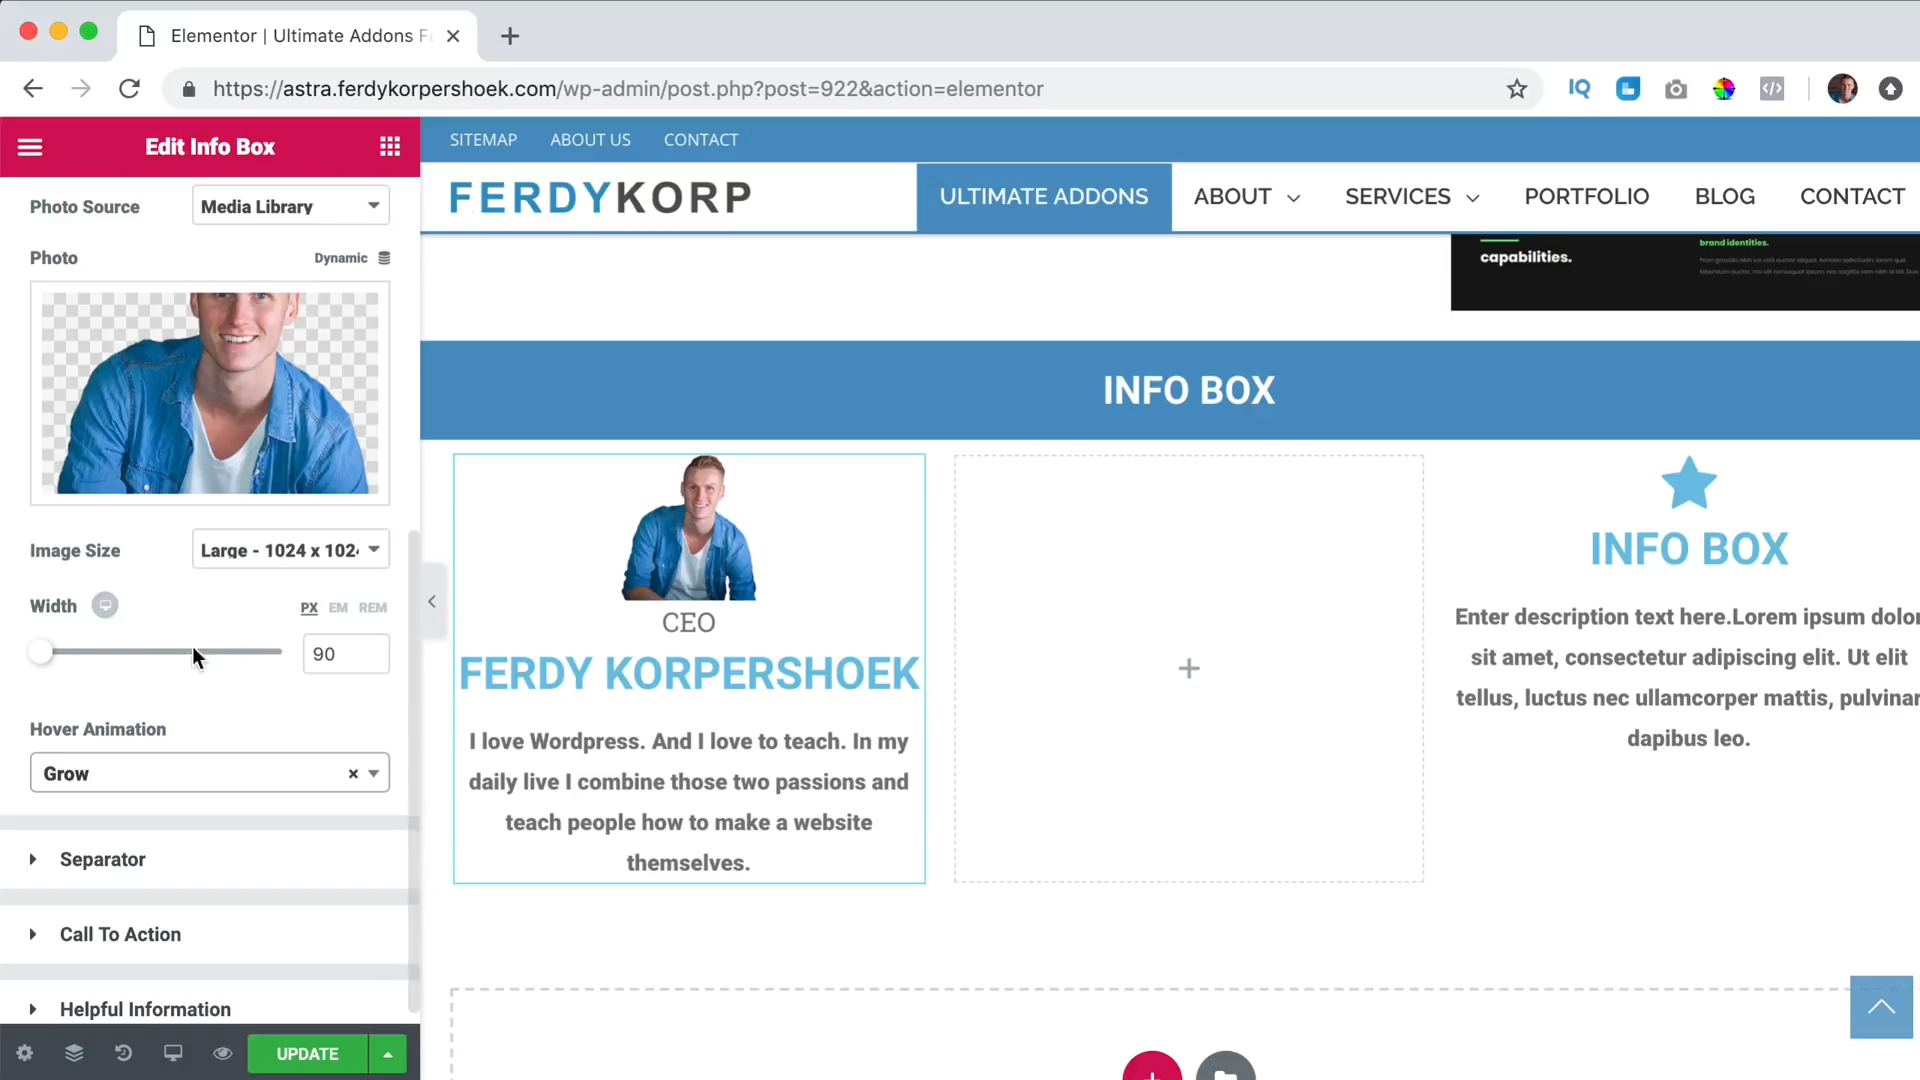 Elementor | Ultimate Addons F
https://astra.ferdykorpershoek.com/wp-admin/post.php?post=922&action=elementor
IQ
Edit Info Box
Photo Source
Media Library
Photo
Dynamic
Image Size
Large - 1024 x 102
Width
PX EM REM
90
Hover Animation
Grow
Separator
Call To Action
Helpful Information
UPDATE
SITEMAP ABOUT US CONTACT
FERDYKORP
ULTIMATE ADDONS ABOUT SERVICES PORTFOLIO BLOG CONTACT
capabilities.
brand identities.
INFO BOX
CEO
FERDY KORPERSHOEK
I love Wordpress. And I love to teach. In my
daily live I combine those two passions and
teach people how to make a website
themselves.
INFO BOX
Enter description text here.Lorem ipsum dolor
sit amet, consectetur adipiscing elit. Ut elit
tellus, luctus nec ullamcorper mattis, pulvinar
dapibus leo.